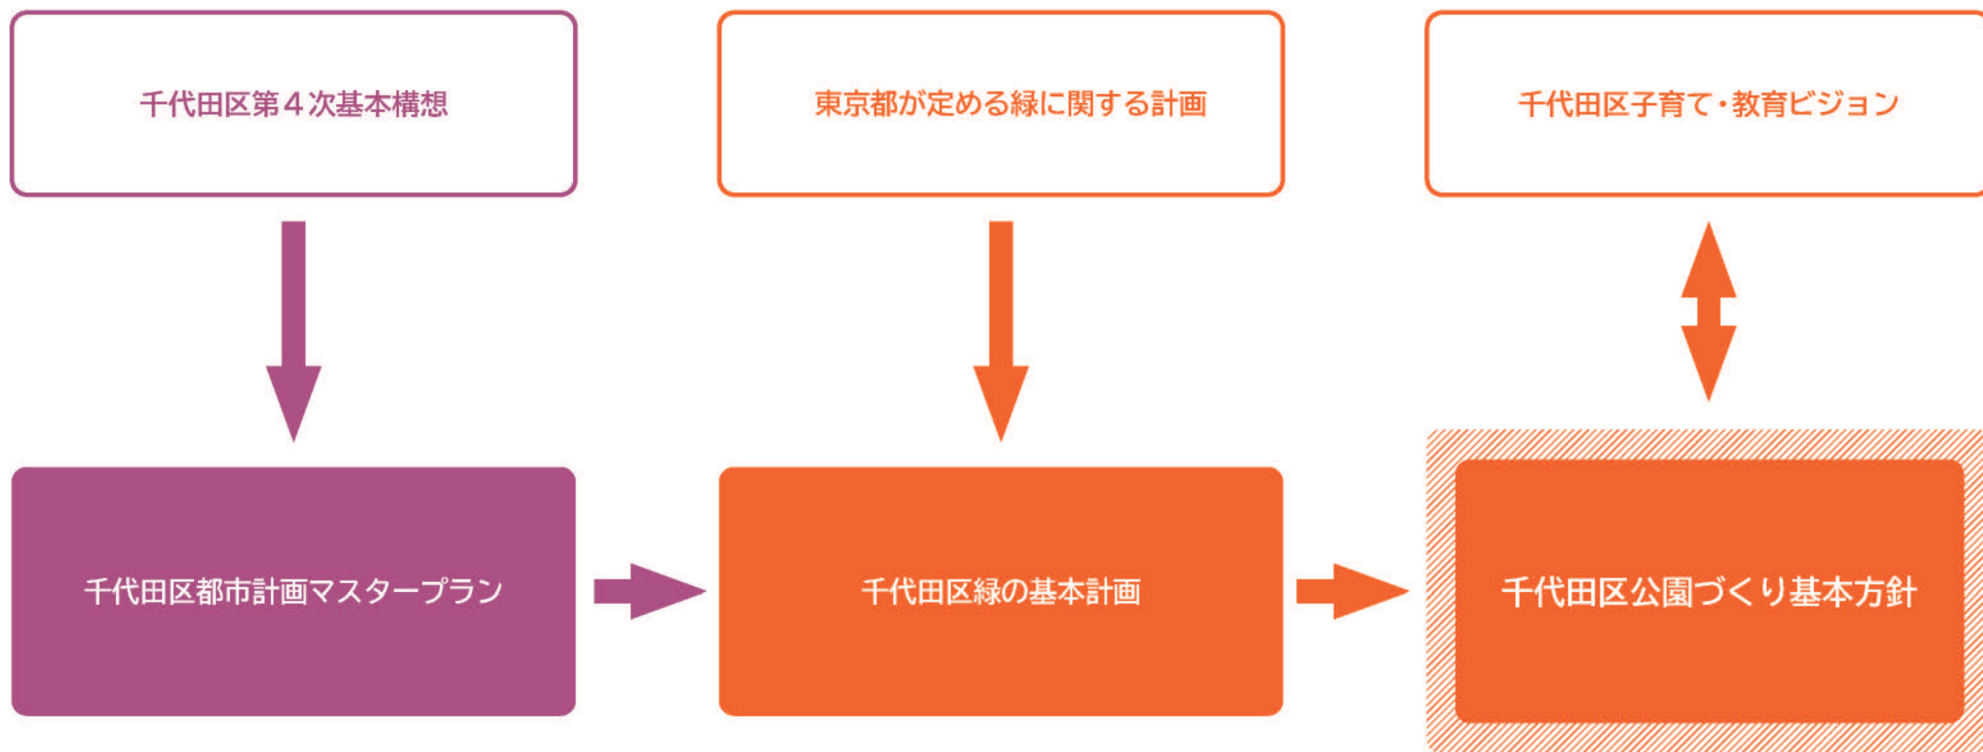 千代田区第４次基本構想
東京都が定める緑に関する計画
千代田区子育て・教育ビジョン
千代田区都市計画マスタープラン
千代田区緑の基本計画
千代田区公園づくり基本方針